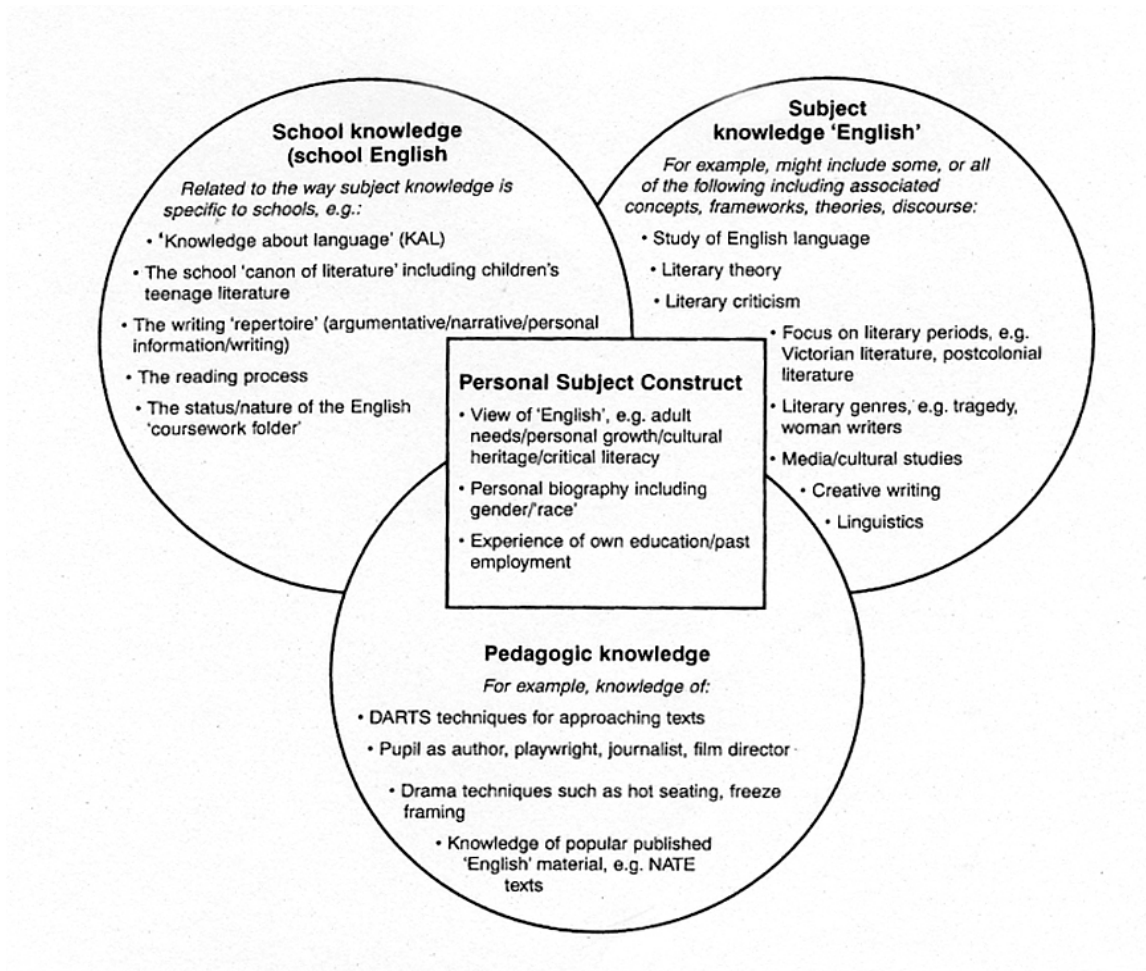 School knowledge
(school English
Related to the way subject knowledge is
specific to schools, e.g.:
• 'Knowledge about language' (KAL)
• The school 'canon of literature' including children's
teenage literature
• The writing 'repertoire' (argumentative/narrative/personal
information/writing)
• The reading process
• The status/nature of the English
'coursework folder'
Subject
knowledge 'English'
For example, might include some, or all
of the following including associated
concepts, frameworks, theories, discourse:
• Study of English language
• Literary theory
• Literary criticism
• Focus on literary periods, e.g.
Victorian literature, postcolonial
literature
• Literary genres, e.g. tragedy,
woman writers
• Media/cultural studies
• Creative writing
• Linguistics
Personal Subject Construct
• View of 'English', e.g. adult
needs/personal growth/cultural
heritage/critical literacy
• Personal biography including
gender/'race'
• Experience of own education/past
employment
Pedagogic knowledge
For example, knowledge of:
• DARTS techniques for approaching texts
• Pupil as author, playwright, journalist, film director
• Drama techniques such as hot seating, freeze
framing
• Knowledge of popular published
'English' material, e.g. NATE
texts